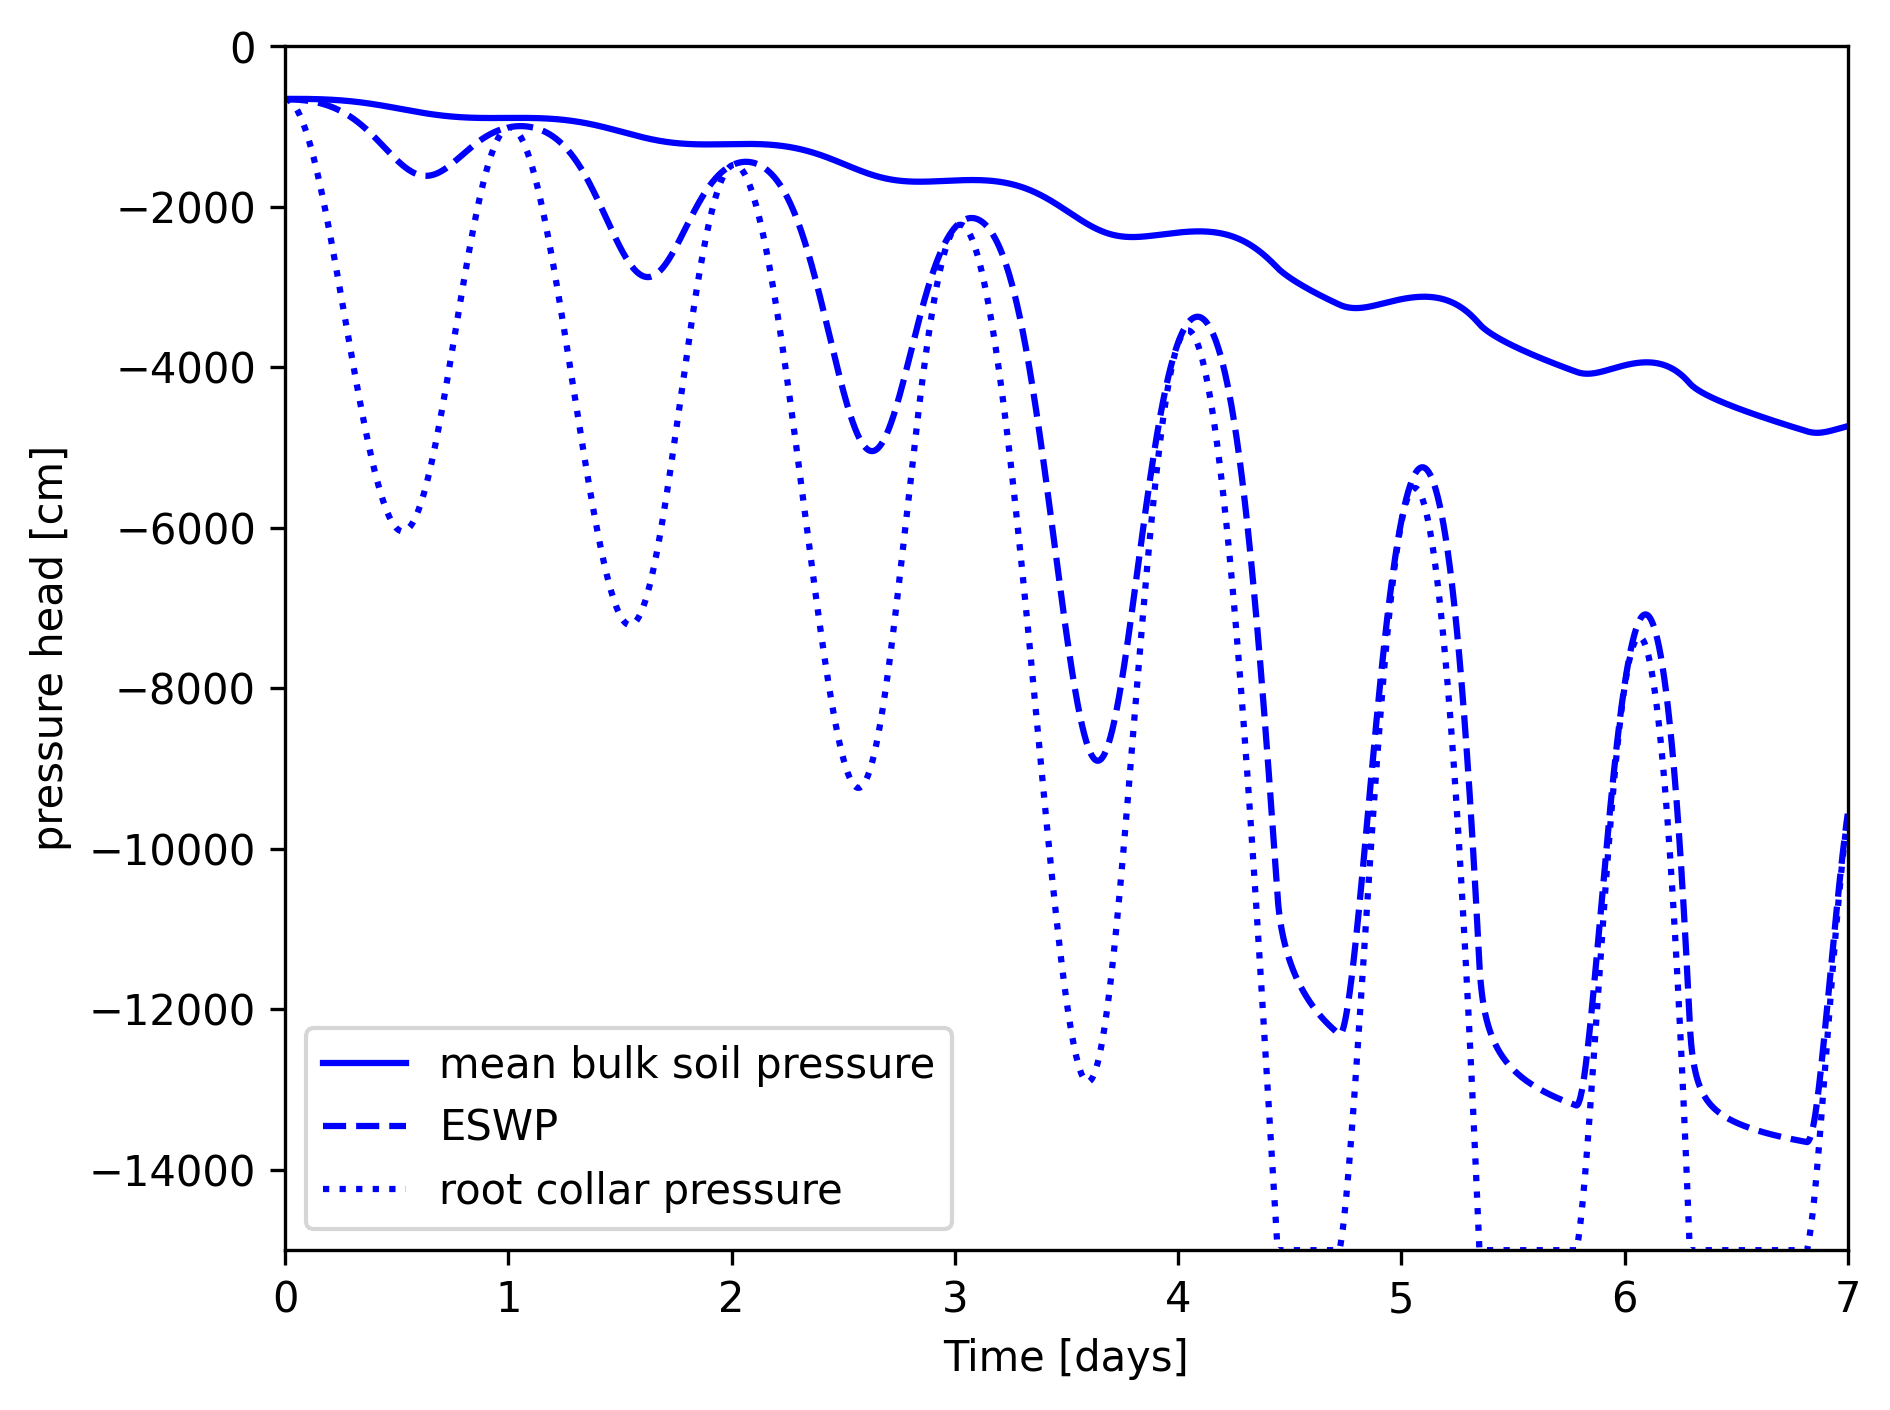 0
−2000
−4000
−6000
−8000
−10000
−12000
−14000
pressure head [cm]
mean bulk soil pressure
ESWP
root collar pressure
0 1 2 3 4 5 6 7
Time [days]